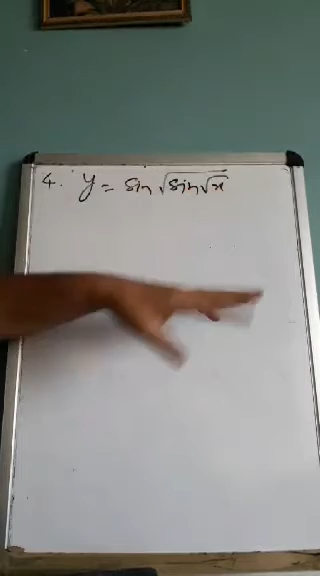 4. y = sin √(sin √x)